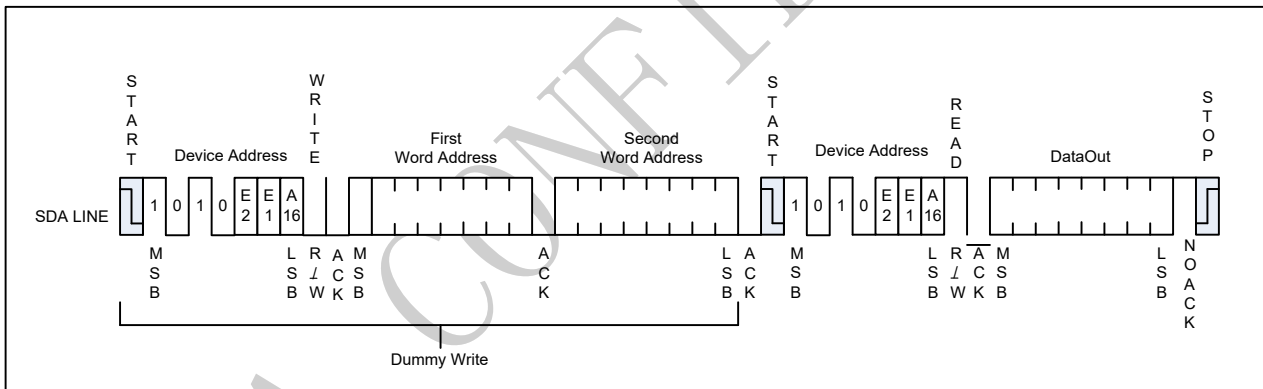 START
WRITE
START
READ
STOP
Device Address
First
Word Address
Second
Word Address
Device Address
DataOut
SDA LINE
1 0 1 0 E2 E1 A16
1 0 1 0 E2 E1 A16
MSB
LSB
R/W
ACK
MSB
ACK
LSB
ACK
MSB
LSB
R/W
ACK
MSB
LSB
NOACK
Dummy Write